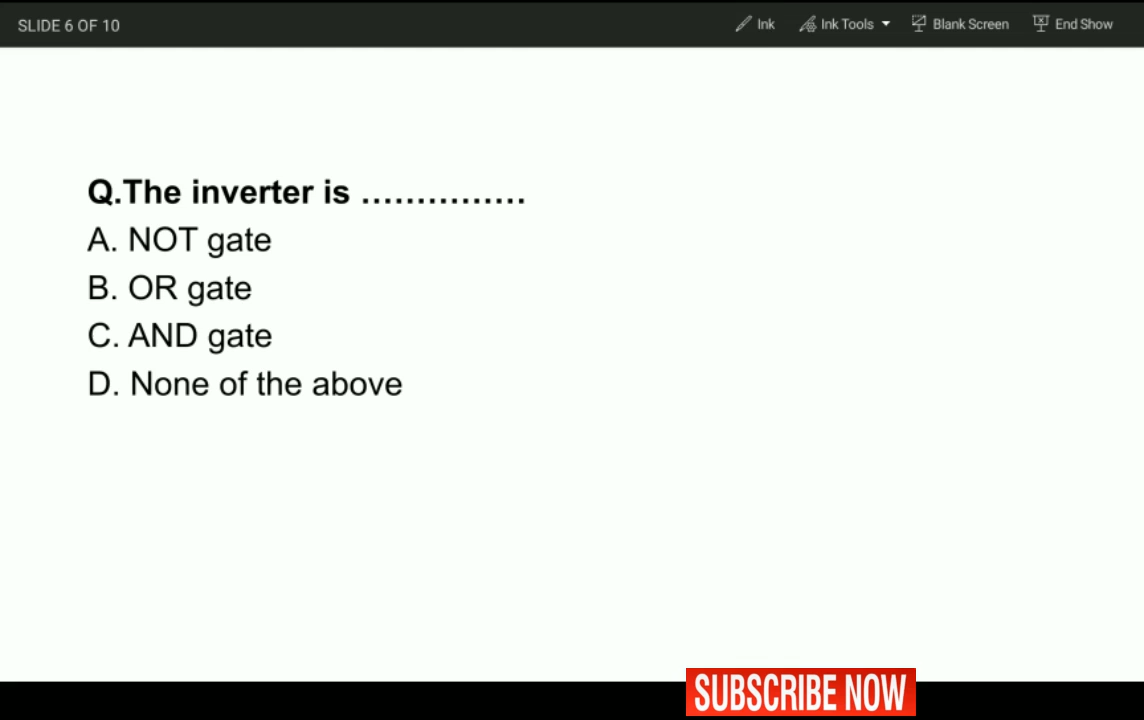 SLIDE 6 OF 10 Ink Ink Tools Blank Screen End Show
Q.The inverter is ...............
A. NOT gate
B. OR gate
C. AND gate
D. None of the above
SUBSCRIBE NOW